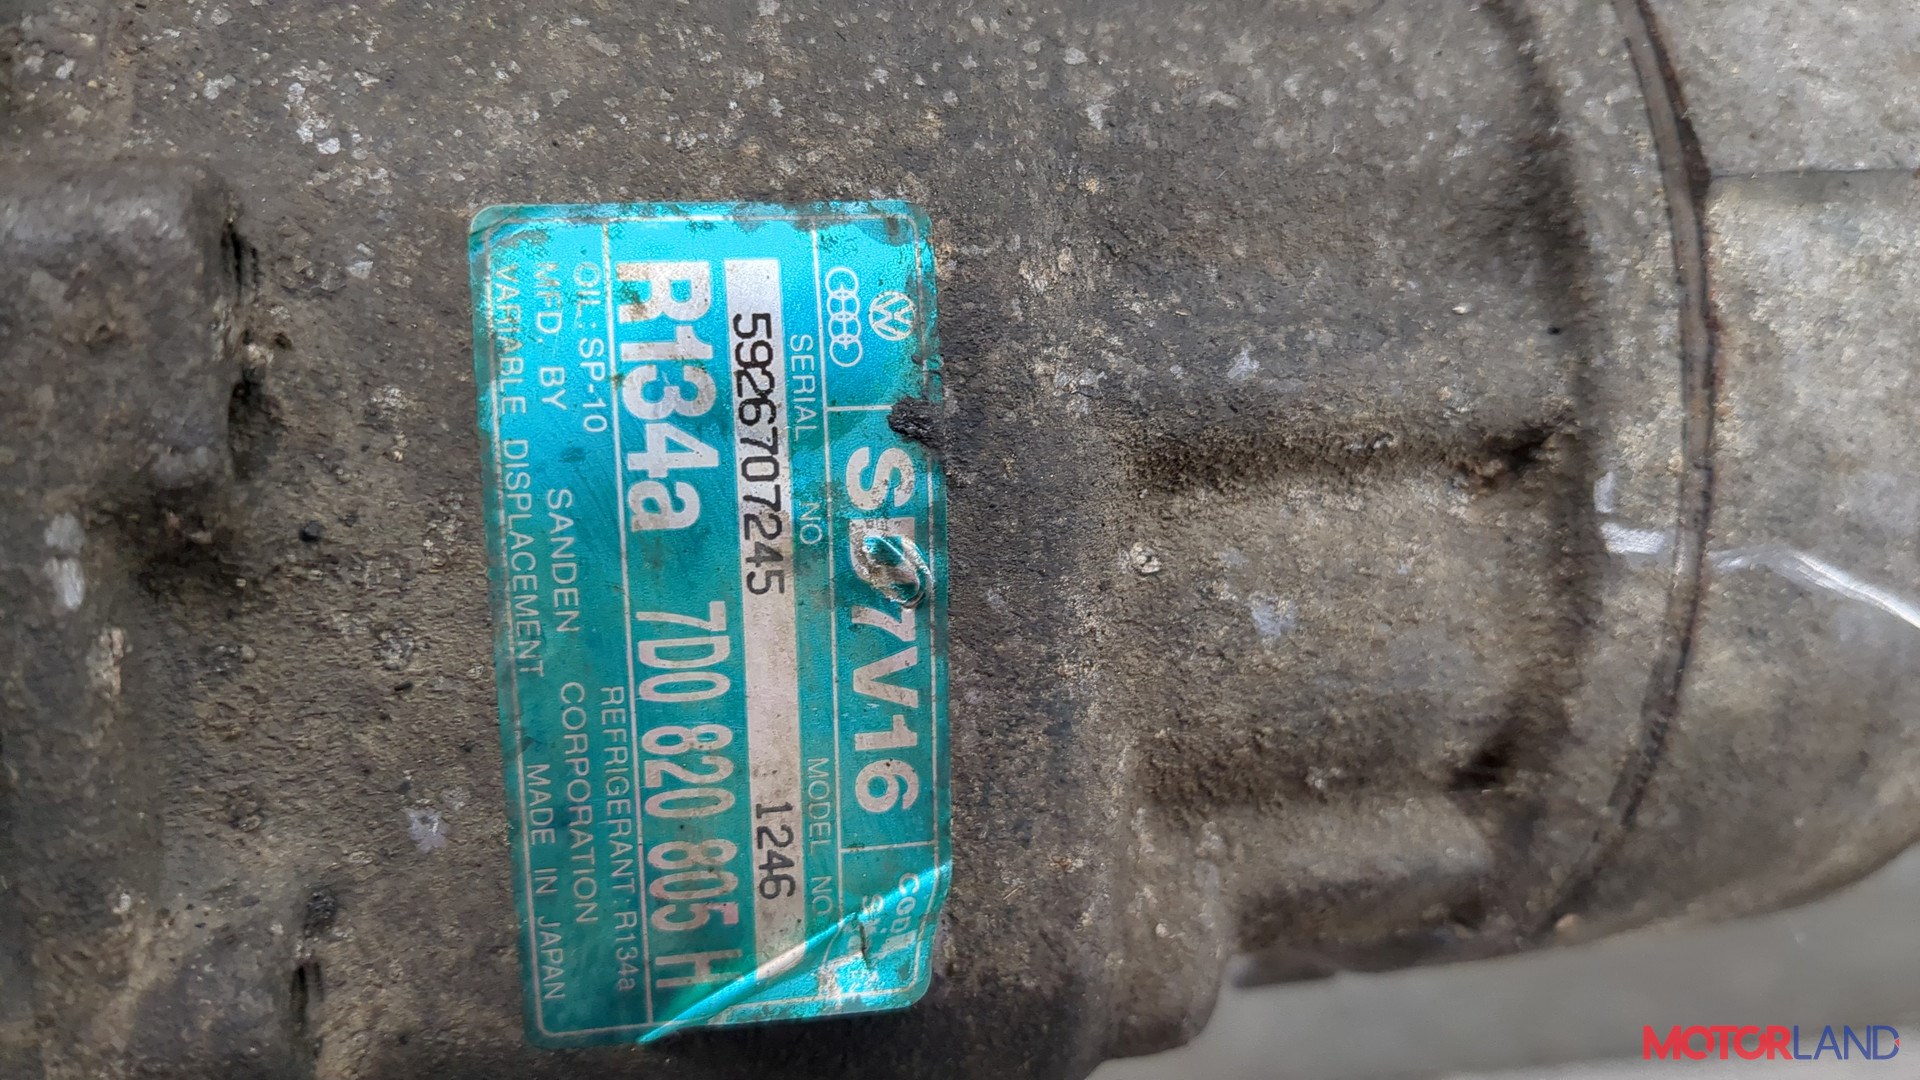 SD7V16
SERIAL NO. MODEL NO.
5926707245 1246
R134a 7D0 820 805 H
OIL:SP-10 REFRIGERANT:R134a
MFD. BY SANDEN CORPORATION
VARIABLE DISPLACEMENT MADE IN JAPAN
MOTORLAND